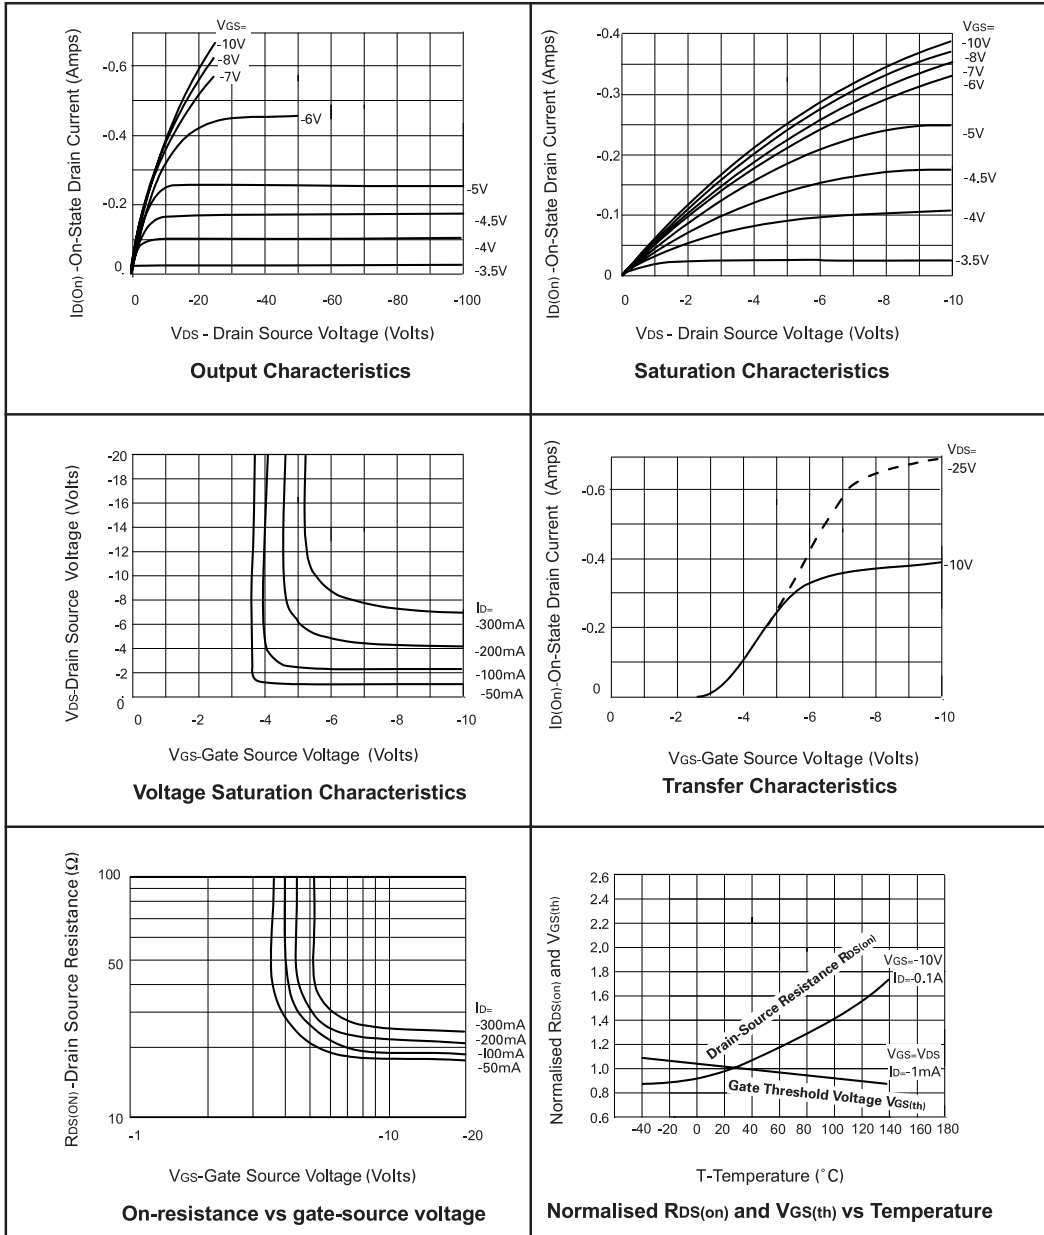 VGS=
-10V
-8V
-7V
-6V
-5V
-4.5V
-4V
-3.5V
ID(On) -On-State Drain Current (Amps)
-0.6
-0.4
-0.2
0
0 -20 -40 -60 -80 -100
VDS - Drain Source Voltage (Volts)
Output Characteristics
VGS=
-10V
-8V
-7V
-6V
-5V
-4.5V
-4V
-3.5V
ID(On) -On-State Drain Current (Amps)
-0.4
-0.3
-0.2
-0.1
0
0 -2 -4 -6 -8 -10
VDS - Drain Source Voltage (Volts)
Saturation Characteristics
VDS-Drain Source Voltage (Volts)
-20
-18
-16
-14
-12
-10
-8
-6
-4
-2
0
ID=
-300mA
-200mA
-100mA
-50mA
0 -2 -4 -6 -8 -10
VGS-Gate Source Voltage (Volts)
Voltage Saturation Characteristics
ID(On)-On-State Drain Current (Amps)
-0.6
-0.4
-0.2
0
VDS=
-25V
-10V
0 -2 -4 -6 -8 -10
VGS-Gate Source Voltage (Volts)
Transfer Characteristics
RDS(ON) -Drain Source Resistance (Ω)
100
50
10
ID=
-300mA
-200mA
-100mA
-50mA
-1 -10 -20
VGS-Gate Source Voltage (Volts)
On-resistance vs gate-source voltage
Normalised RDS(on) and VGS(th)
2.6
2.4
2.2
2.0
1.8
1.6
1.4
1.2
1.0
0.8
0.6
Drain-Source Resistance RDS(on)
VGS=-10V
ID=-0.1A
VGS=VDS
ID=-1mA
Gate Threshold Voltage VGS(th)
-40 -20 0 20 40 60 80 100 120 140 160 180
T-Temperature (°C)
Normalised RDS(on) and VGS(th) vs Temperature